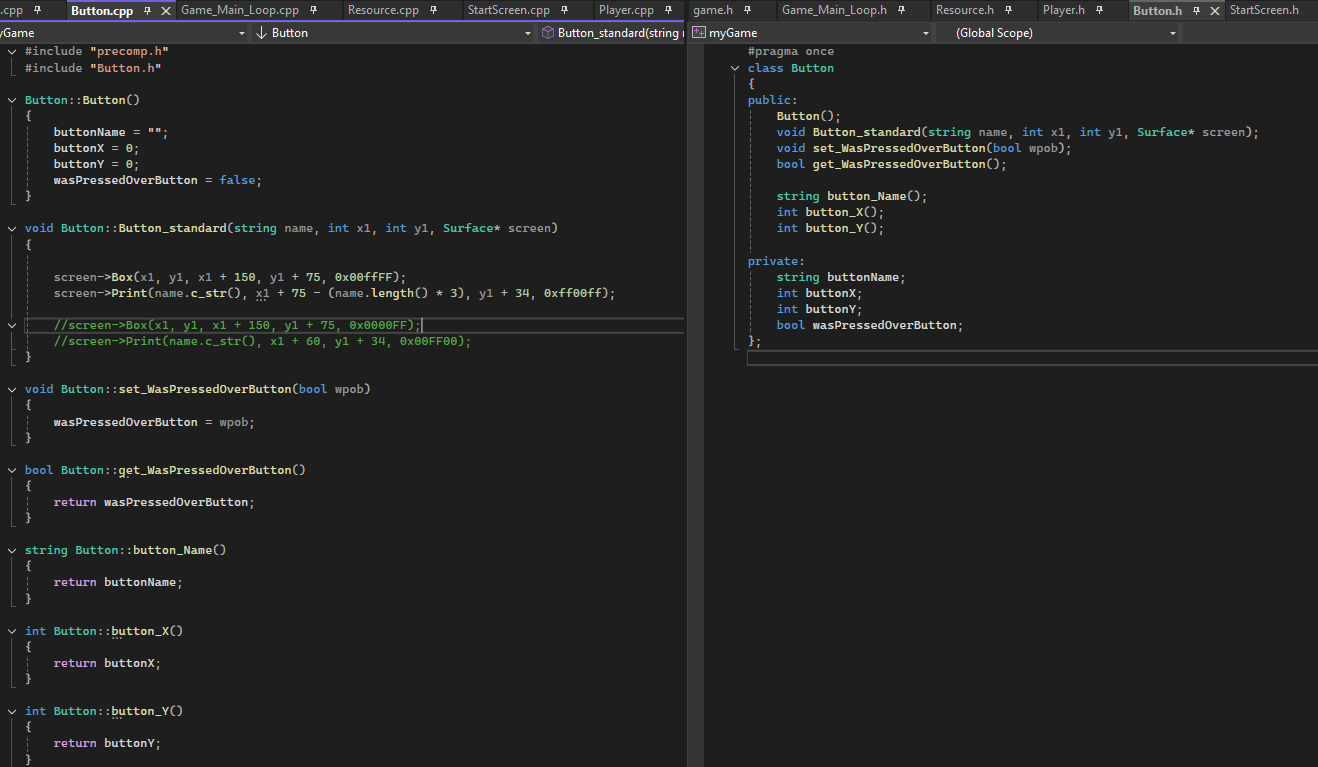 .cpp Button.cpp Game_Main_Loop.cpp Resource.cpp StartScreen.cpp Player.cpp
yGame Button Button_standard(string
#include "precomp.h"
#include "Button.h"
Button::Button()
{
buttonName = "";
buttonX = 0;
buttonY = 0;
wasPressedOverButton = false;
}
void Button::Button_standard(string name, int x1, int y1, Surface* screen)
{
screen->Box(x1, y1, x1 + 150, y1 + 75, 0x00ffFF);
screen->Print(name.c_str(), x1 + 75 - (name.length() * 3), y1 + 34, 0xff00ff);
//screen->Box(x1, y1, x1 + 150, y1 + 75, 0x0000FF);
//screen->Print(name.c_str(), x1 + 60, y1 + 34, 0x00FF00);
}
void Button::set_WasPressedOverButton(bool wpob)
{
wasPressedOverButton = wpob;
}
bool Button::get_WasPressedOverButton()
{
return wasPressedOverButton;
}
string Button::button_Name()
{
return buttonName;
}
int Button::button_X()
{
return buttonX;
}
int Button::button_Y()
{
return buttonY;
}
game.h Game_Main_Loop.h Resource.h Player.h Button.h StartScreen.h
myGame (Global Scope)
#pragma once
class Button
{
public:
Button();
void Button_standard(string name, int x1, int y1, Surface* screen);
void set_WasPressedOverButton(bool wpob);
bool get_WasPressedOverButton();
string button_Name();
int button_X();
int button_Y();
private:
string buttonName;
int buttonX;
int buttonY;
bool wasPressedOverButton;
};